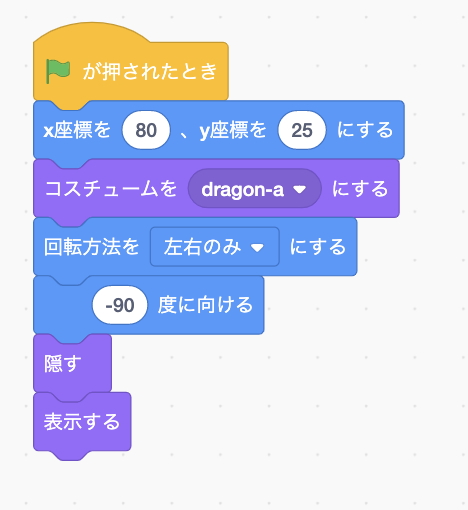 が押されたとき
x座標を 80 、y座標を 25 にする
コスチュームを dragon-a にする
回転方法を 左右のみ にする
-90 度に向ける
隠す
表示する